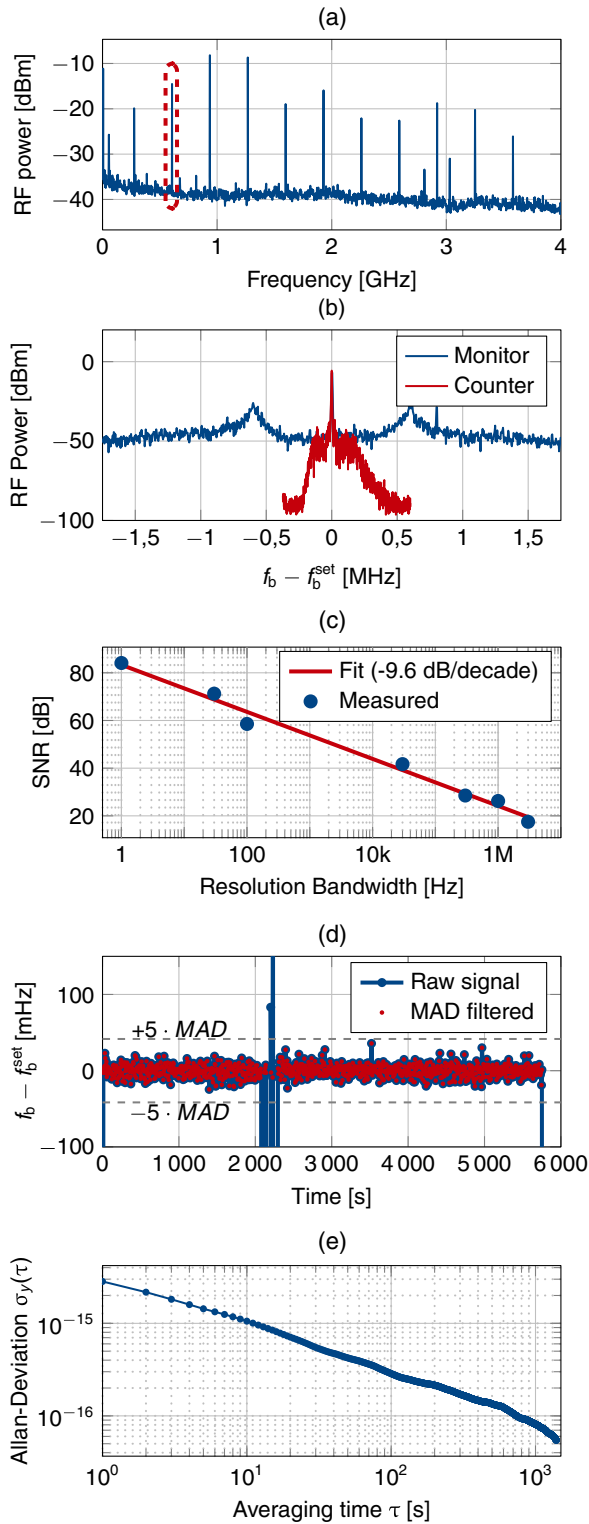 (a)
RF power [dBm]
−10
−20
−30
−40
0 1 2 3 4
Frequency [GHz]
(b)
RF Power [dBm]
0
−50
−100
Monitor
Counter
−1,5 −1 −0,5 0 0,5 1 1,5
f_b − f_b^set [MHz]
(c)
SNR [dB]
80
60
40
20
Fit (-9.6 dB/decade)
Measured
1 100 10k 1M
Resolution Bandwidth [Hz]
(d)
f_b − f_b^set [mHz]
100
0
−100
Raw signal
MAD filtered
+5 · MAD
−5 · MAD
0 1 000 2 000 3 000 4 000 5 000 6 000
Time [s]
(e)
Allan-Deviation σ_y(τ)
10^−15
10^−16
10^0 10^1 10^2 10^3
Averaging time τ [s]